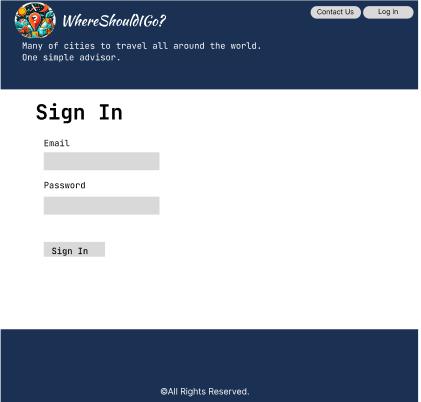 WhereShouldIGo?
Contact Us
Log In
Many of cities to travel all around the world.
One simple advisor.
Sign In
Email
Password
Sign In
©All Rights Reserved.